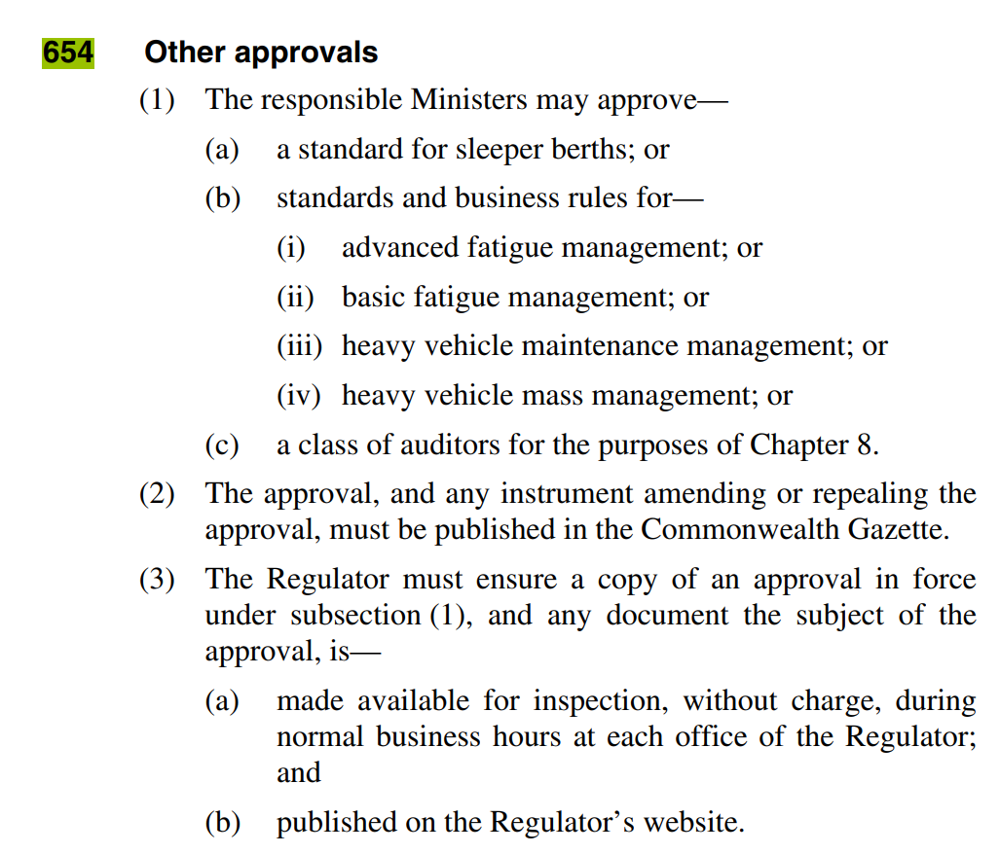 654 Other approvals
(1) The responsible Ministers may approve—
(a) a standard for sleeper berths; or
(b) standards and business rules for—
(i) advanced fatigue management; or
(ii) basic fatigue management; or
(iii) heavy vehicle maintenance management; or
(iv) heavy vehicle mass management; or
(c) a class of auditors for the purposes of Chapter 8.
(2) The approval, and any instrument amending or repealing the
approval, must be published in the Commonwealth Gazette.
(3) The Regulator must ensure a copy of an approval in force
under subsection (1), and any document the subject of the
approval, is—
(a) made available for inspection, without charge, during
normal business hours at each office of the Regulator;
and
(b) published on the Regulator’s website.